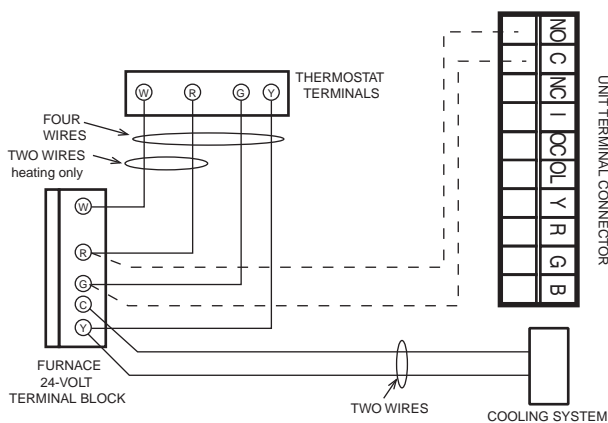 THERMOSTAT
TERMINALS
W R G Y
FOUR
WIRES
TWO WIRES
heating only
W
R
G
C
Y
FURNACE
24-VOLT
TERMINAL BLOCK
TWO WIRES
COOLING SYSTEM
NO
C
NC
I
OC
OL
Y
R
G
B
UNIT TERMINAL CONNECTOR